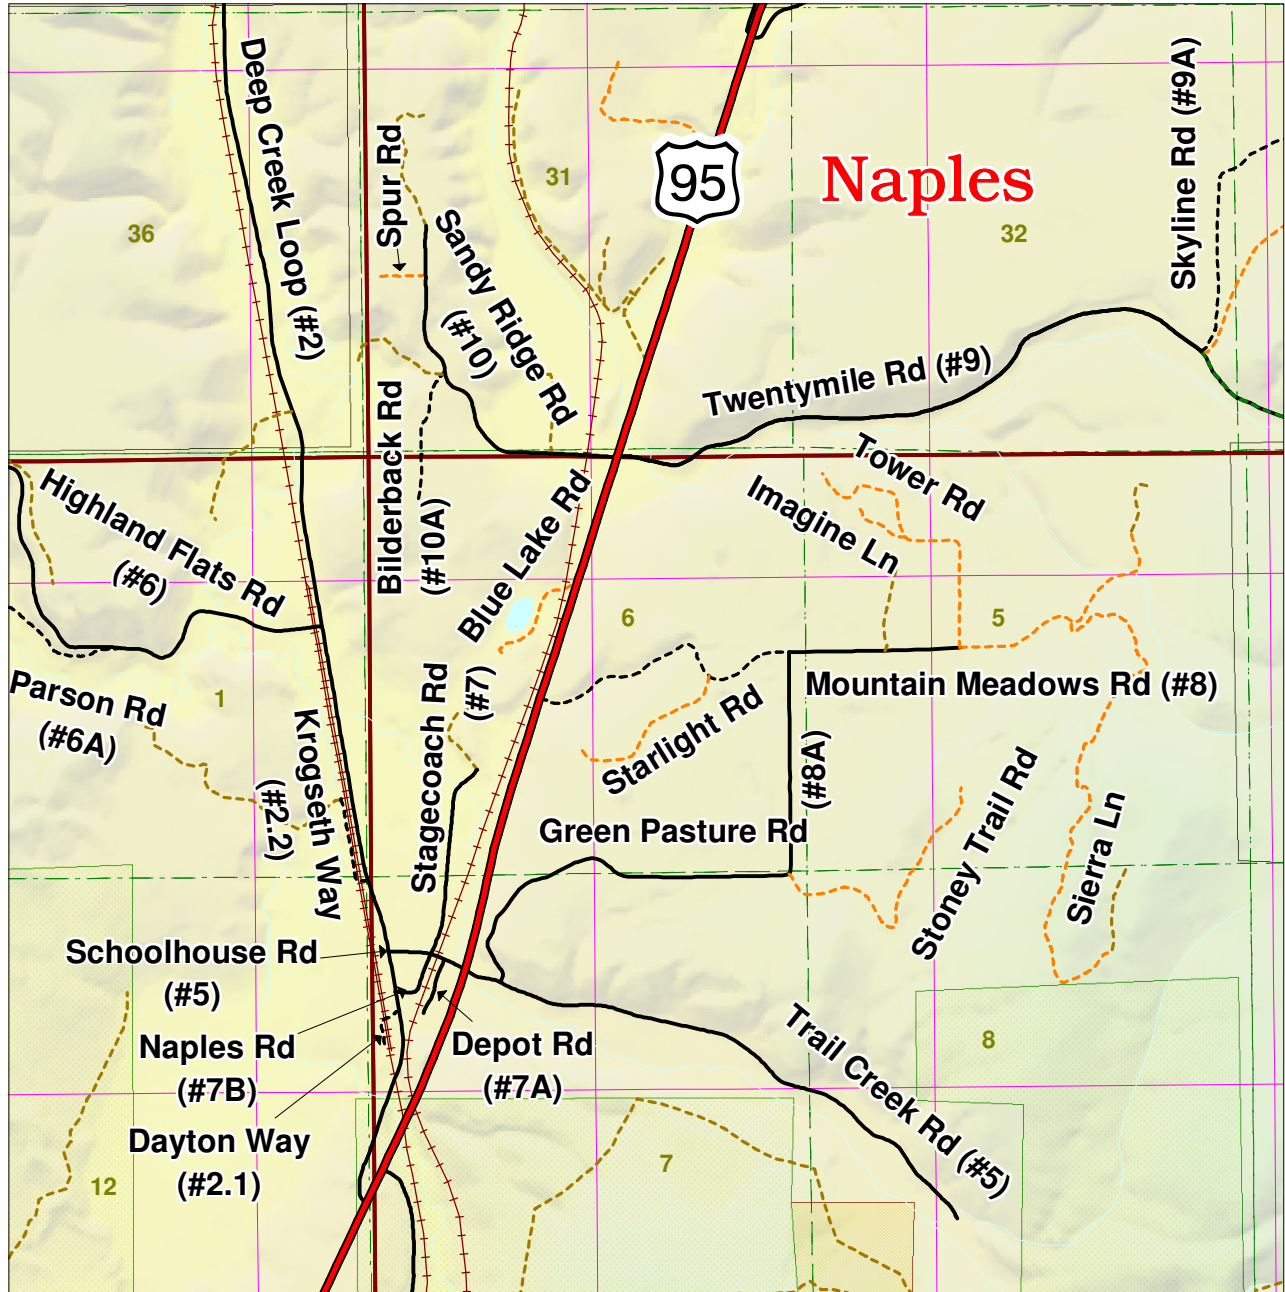 Deep Creek Loop (#2)
Spur Rd
31
95
Naples
Skyline Rd (#9A)
36
32
Sandy Ridge Rd
(#10)
Twentymile Rd (#9)
Bilderback Rd
(#10A)
Blue Lake Rd
Tower Rd
Imagine Ln
Highland Flats Rd
(#6)
6
5
Parson Rd
(#6A)
1
Stagecoach Rd
(#7)
Mountain Meadows Rd (#8)
Starlight Rd
(#8A)
Krogseth Way
(#2.2)
Green Pasture Rd
Stoney Trail Rd
Sierra Ln
Schoolhouse Rd
(#5)
Naples Rd
(#7B)
Depot Rd
(#7A)
Trail Creek Rd (#5)
8
Dayton Way
(#2.1)
12
7